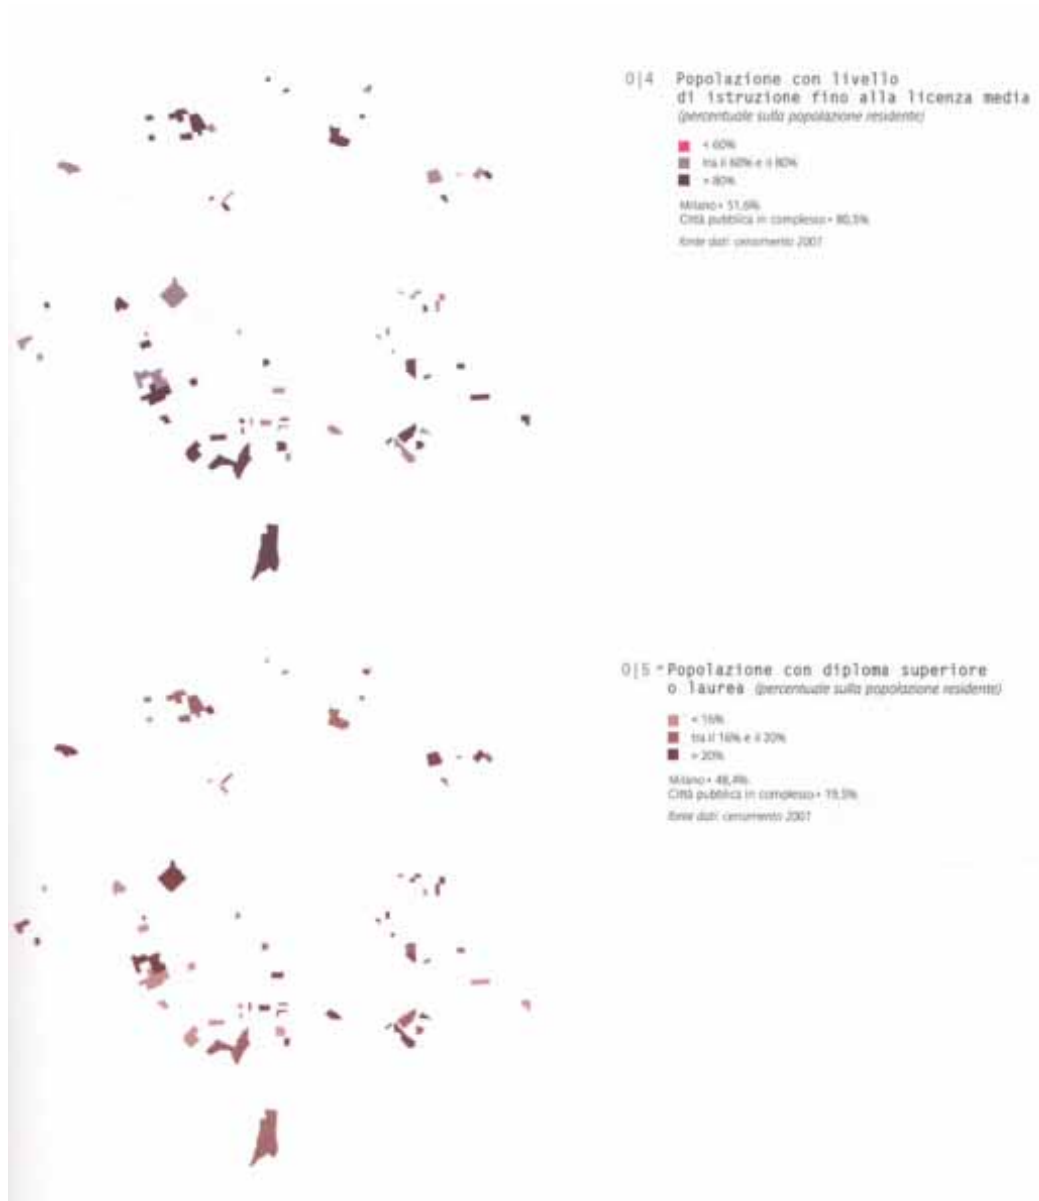 0|4 Popolazione con livello
di istruzione fino alla licenza media
(percentuale sulla popolazione residente)
< 60%
tra il 60% e il 80%
> 80%
Milano • 51,6%
Città pubblica in complesso • 80,5%
fonte dati: censimento 2001
0|5 Popolazione con diploma superiore
o laurea (percentuale sulla popolazione residente)
< 16%
tra il 16% e il 20%
> 20%
Milano • 48,4%
Città pubblica in complesso • 19,5%
fonte dati: censimento 2001